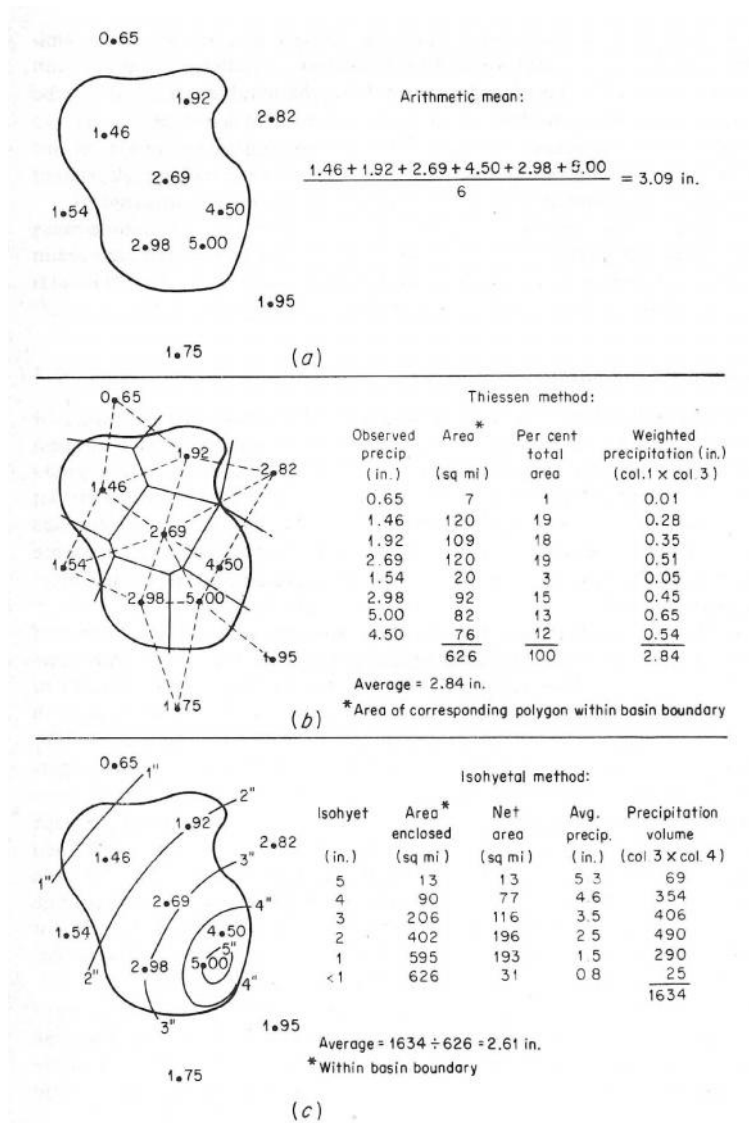 0.65
1.92
Arithmetic mean:
2.82
1.46
1.46 + 1.92 + 2.69 + 4.50 + 2.98 + 5.00
2.69
6
= 3.09 in.
1.54
4.50
2.98
5.00
1.95
1.75
(a)
0.65
Thiessen method:
1.92
2.82
1.46
2.69
1.54
4.50
2.98
5.00
1.95
1.75
(b)
Observed precip. (in.) Area* (sq mi) Per cent total area Weighted precipitation (in.) (col.1 x col.3)
0.65 7 1 0.01
1.46 120 19 0.28
1.92 109 18 0.35
2.69 120 19 0.51
1.54 20 3 0.05
2.98 92 15 0.45
5.00 82 13 0.65
4.50 76 12 0.54
626 100 2.84
Average = 2.84 in.
*Area of corresponding polygon within basin boundary
0.65
1"
Isohyetal method:
2"
1.92
2.82
1.46
3"
1"
2.69
4"
1.54
4.50
5"
2.98
5.00
2"
4"
3"
1.95
1.75
(c)
Isohyet (in.) Area* enclosed (sq mi) Net area (sq mi) Avg. precip. (in.) Precipitation volume (col 3 x col. 4)
5 13 13 5 3 69
4 90 77 4.6 354
3 206 116 3.5 406
2 402 196 2 5 490
1 595 193 1.5 290
<1 626 31 0 8 25
1634
Average = 1634 ÷ 626 = 2.61 in.
*Within basin boundary